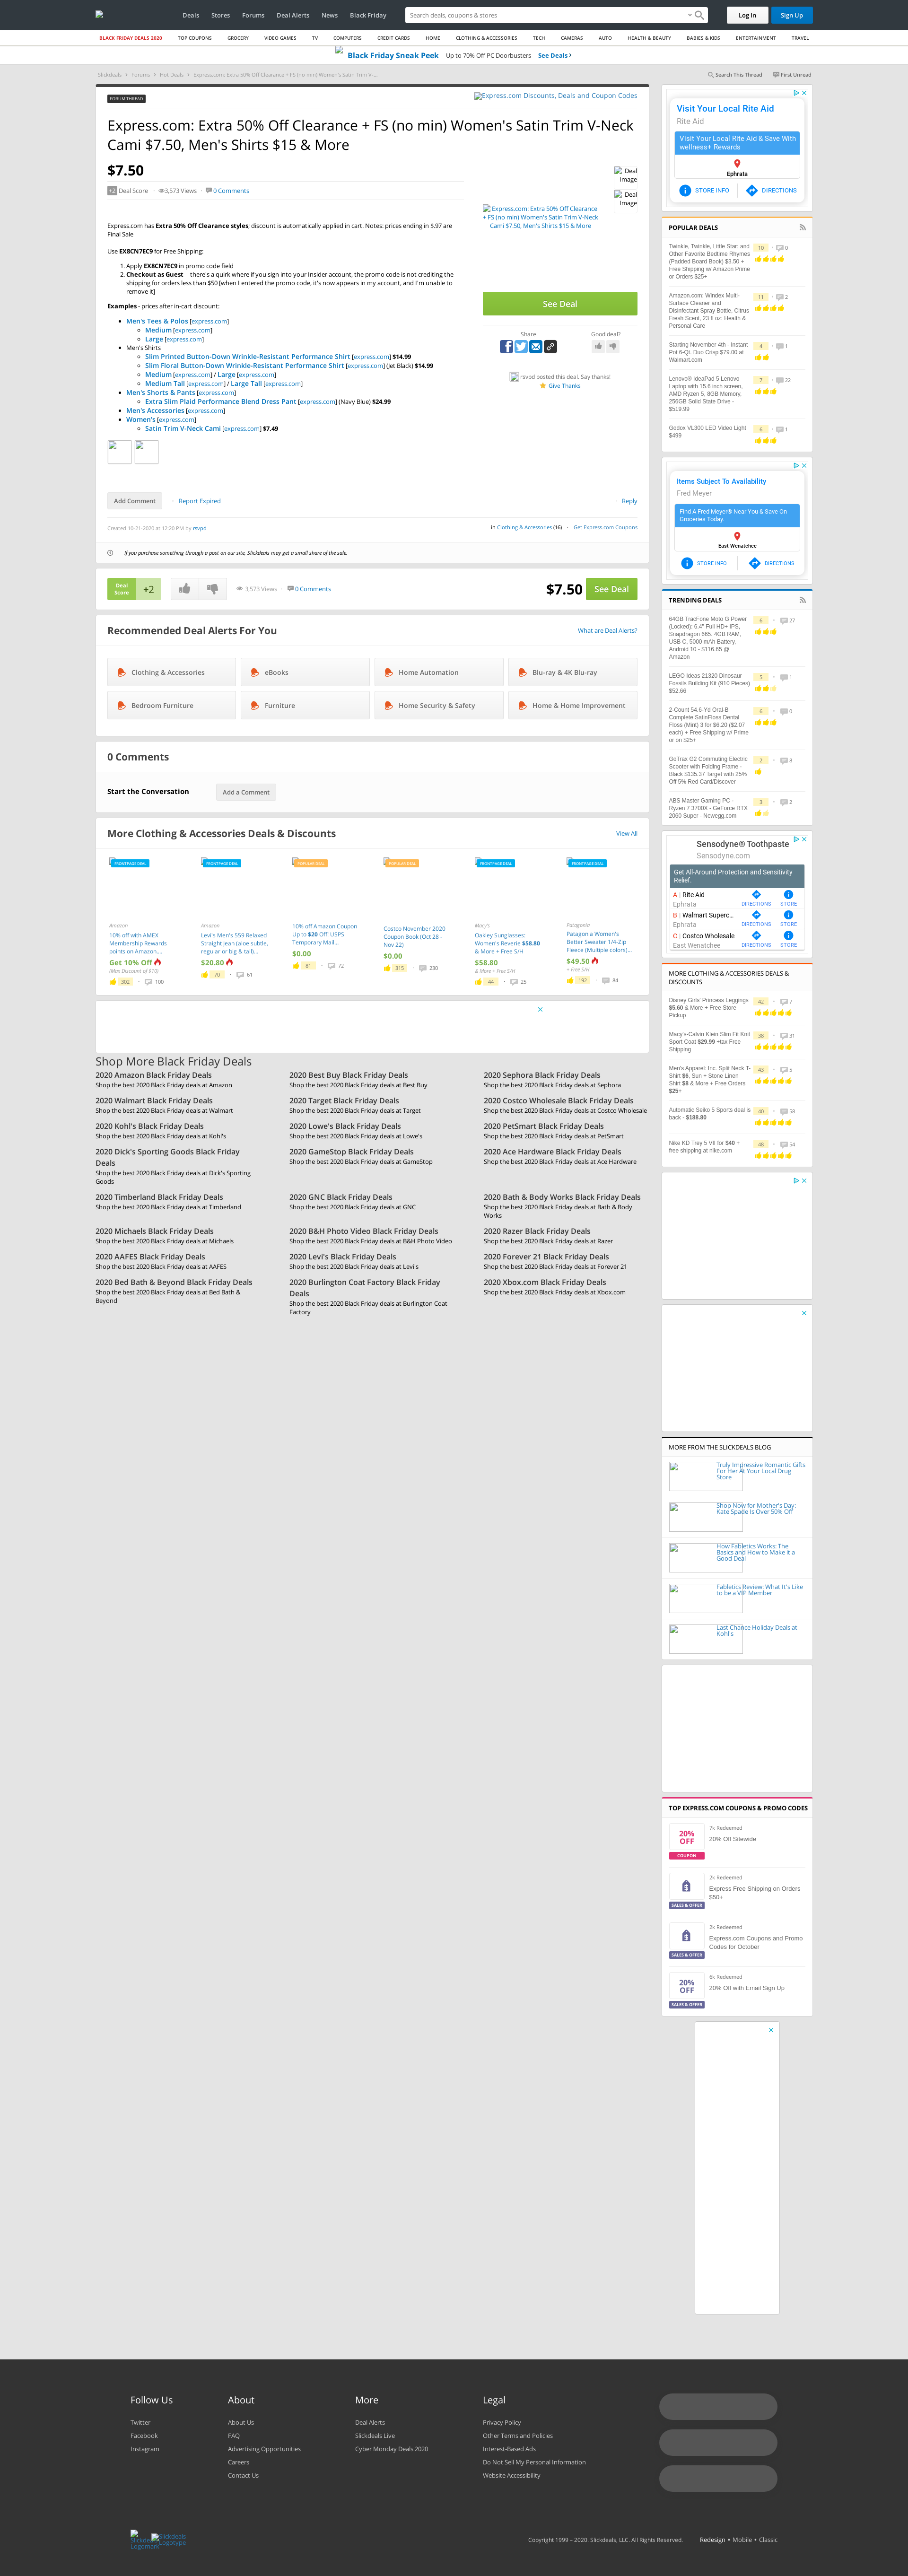 Deals Stores Forums Deal Alerts News Black Friday
Search deals, coupons & stores
Log In
Sign Up
BLACK FRIDAY DEALS 2020 TOP COUPONS GROCERY VIDEO GAMES TV COMPUTERS CREDIT CARDS HOME CLOTHING & ACCESSORIES TECH CAMERAS AUTO HEALTH & BEAUTY BABIES & KIDS ENTERTAINMENT TRAVEL
Black Friday Sneak Peek Up to 70% Off PC Doorbusters See Deals ›
Slickdeals > Forums > Hot Deals > Express.com: Extra 50% Off Clearance + FS (no min) Women's Satin Trim V-...
Search This Thread First Unread
FORUM THREAD
Express.com Discounts, Deals and Coupon Codes
Express.com: Extra 50% Off Clearance + FS (no min) Women's Satin Trim V-Neck
Cami $7.50, Men's Shirts $15 & More
$7.50
+2 Deal Score 3,573 Views 0 Comments
Express.com has Extra 50% Off Clearance styles; discount is automatically applied in cart. Notes: prices ending in $.97 are
Final Sale
Use EX8CN7EC9 for Free Shipping:
1. Apply EX8CN7EC9 in promo code field
2. Checkout as Guest -- there's a quirk where if you sign into your Insider account, the promo code is not crediting the
shipping for orders less than $50 [when I entered the promo code, it's now appears in my account, and I'm unable to
remove it]
Examples - prices after in-cart discount:
• Men's Tees & Polos [express.com]
Medium [express.com]
Large [express.com]
• Men's Shirts
Slim Printed Button-Down Wrinkle-Resistant Performance Shirt [express.com] $14.99
Slim Floral Button-Down Wrinkle-Resistant Performance Shirt [express.com] (Jet Black) $14.99
Medium [express.com] / Large [express.com]
Medium Tall [express.com] / Large Tall [express.com]
• Men's Shorts & Pants [express.com]
Extra Slim Plaid Performance Blend Dress Pant [express.com] (Navy Blue) $24.99
• Men's Accessories [express.com]
• Women's [express.com]
Satin Trim V-Neck Cami [express.com] $7.49
Deal
Image
Deal
Image
Express.com: Extra 50% Off Clearance
+ FS (no min) Women's Satin Trim V-Neck
Cami $7.50, Men's Shirts $15 & More
See Deal
Share Good deal?
rsvpd posted this deal. Say thanks!
Give Thanks
Add Comment Report Expired Reply
Created 10-21-2020 at 12:20 PM by rsvpd
in Clothing & Accessories (16) Get Express.com Coupons
If you purchase something through a post on our site, Slickdeals may get a small share of the sale.
Deal
Score
+2
3,573 Views 0 Comments
$7.50 See Deal
Recommended Deal Alerts For You
What are Deal Alerts?
Clothing & Accessories eBooks Home Automation Blu-ray & 4K Blu-ray
Bedroom Furniture Furniture Home Security & Safety Home & Home Improvement
0 Comments
Start the Conversation Add a Comment
More Clothing & Accessories Deals & Discounts
View All
FRONTPAGE DEAL
Amazon
10% off with AMEX
Membership Rewards
points on Amazon....
Get 10% Off
(Max Discount of $10)
302 100
FRONTPAGE DEAL
Amazon
Levi's Men's 559 Relaxed
Straight Jean (aloe subtle,
regular or big & tall)...
$20.80
70 61
POPULAR DEAL
10% off Amazon Coupon
Up to $20 Off! USPS
Temporary Mail...
$0.00
81 72
POPULAR DEAL
Costco November 2020
Coupon Book (Oct 28 -
Nov 22)
$0.00
315 230
FRONTPAGE DEAL
Macy's
Oakley Sunglasses:
Women's Reverie $58.80
& More + Free S/H
$58.80
& More + Free S/H
44 25
FRONTPAGE DEAL
Patagonia
Patagonia Women's
Better Sweater 1/4-Zip
Fleece (Multiple colors)...
$49.50
+ Free S/H
192 84
Shop More Black Friday Deals
2020 Amazon Black Friday Deals
Shop the best 2020 Black Friday deals at Amazon
2020 Best Buy Black Friday Deals
Shop the best 2020 Black Friday deals at Best Buy
2020 Sephora Black Friday Deals
Shop the best 2020 Black Friday deals at Sephora
2020 Walmart Black Friday Deals
Shop the best 2020 Black Friday deals at Walmart
2020 Target Black Friday Deals
Shop the best 2020 Black Friday deals at Target
2020 Costco Wholesale Black Friday Deals
Shop the best 2020 Black Friday deals at Costco Wholesale
2020 Kohl's Black Friday Deals
Shop the best 2020 Black Friday deals at Kohl's
2020 Lowe's Black Friday Deals
Shop the best 2020 Black Friday deals at Lowe's
2020 PetSmart Black Friday Deals
Shop the best 2020 Black Friday deals at PetSmart
2020 Dick's Sporting Goods Black Friday
Deals
Shop the best 2020 Black Friday deals at Dick's Sporting
Goods
2020 GameStop Black Friday Deals
Shop the best 2020 Black Friday deals at GameStop
2020 Ace Hardware Black Friday Deals
Shop the best 2020 Black Friday deals at Ace Hardware
2020 Timberland Black Friday Deals
Shop the best 2020 Black Friday deals at Timberland
2020 GNC Black Friday Deals
Shop the best 2020 Black Friday deals at GNC
2020 Bath & Body Works Black Friday Deals
Shop the best 2020 Black Friday deals at Bath & Body
Works
2020 Michaels Black Friday Deals
Shop the best 2020 Black Friday deals at Michaels
2020 B&H Photo Video Black Friday Deals
Shop the best 2020 Black Friday deals at B&H Photo Video
2020 Razer Black Friday Deals
Shop the best 2020 Black Friday deals at Razer
2020 AAFES Black Friday Deals
Shop the best 2020 Black Friday deals at AAFES
2020 Levi's Black Friday Deals
Shop the best 2020 Black Friday deals at Levi's
2020 Forever 21 Black Friday Deals
Shop the best 2020 Black Friday deals at Forever 21
2020 Bed Bath & Beyond Black Friday Deals
Shop the best 2020 Black Friday deals at Bed Bath &
Beyond
2020 Burlington Coat Factory Black Friday
Deals
Shop the best 2020 Black Friday deals at Burlington Coat
Factory
2020 Xbox.com Black Friday Deals
Shop the best 2020 Black Friday deals at Xbox.com
Visit Your Local Rite Aid
Rite Aid
Visit Your Local Rite Aid & Save With
wellness+ Rewards
Ephrata
STORE INFO DIRECTIONS
POPULAR DEALS
Twinkle, Twinkle, Little Star: and
Other Favorite Bedtime Rhymes
(Padded Board Book) $3.50 +
Free Shipping w/ Amazon Prime
or Orders $25+
10 0
Amazon.com: Windex Multi-
Surface Cleaner and
Disinfectant Spray Bottle, Citrus
Fresh Scent, 23 fl oz: Health &
Personal Care
11 2
Starting November 4th - Instant
Pot 6-Qt. Duo Crisp $79.00 at
Walmart.com
4 1
Lenovo® IdeaPad 5 Lenovo
Laptop with 15.6 inch screen,
AMD Ryzen 5, 8GB Memory,
256GB Solid State Drive -
$519.99
7 22
Godox VL300 LED Video Light
$499
6 1
Items Subject To Availability
Fred Meyer
Find A Fred Meyer® Near You & Save On
Groceries Today.
East Wenatchee
STORE INFO DIRECTIONS
TRENDING DEALS
64GB TracFone Moto G Power
(Locked): 6.4" Full HD+ IPS,
Snapdragon 665. 4GB RAM,
USB C, 5000 mAh Battery,
Android 10 - $116.65 @
Amazon
6 27
LEGO Ideas 21320 Dinosaur
Fossils Building Kit (910 Pieces)
$52.66
5 1
2-Count 54.6-Yd Oral-B
Complete SatinFloss Dental
Floss (Mint) 3 for $6.20 ($2.07
each) + Free Shipping w/ Prime
or on $25+
6 0
GoTrax G2 Commuting Electric
Scooter with Folding Frame -
Black $135.37 Target with 25%
Off 5% Red Card/Discover
2 8
ABS Master Gaming PC -
Ryzen 7 3700X - GeForce RTX
2060 Super - Newegg.com
3 2
Sensodyne® Toothpaste
Sensodyne.com
Get All-Around Protection and Sensitivity
Relief.
A | Rite Aid
Ephrata
DIRECTIONS STORE
B | Walmart Superc...
Ephrata
DIRECTIONS STORE
C | Costco Wholesale
East Wenatchee
DIRECTIONS STORE
MORE CLOTHING & ACCESSORIES DEALS &
DISCOUNTS
Disney Girls' Princess Leggings
$5.60 & More + Free Store
Pickup
42 7
Macy's-Calvin Klein Slim Fit Knit
Sport Coat $29.99 +tax Free
Shipping
38 31
Men's Apparel: Inc. Split Neck T-
Shirt $6, Sun + Stone Linen
Shirt $8 & More + Free Orders
$25+
43 5
Automatic Seiko 5 Sports deal is
back - $188.80
40 58
Nike KD Trey 5 VII for $40 +
free shipping at nike.com
48 54
MORE FROM THE SLICKDEALS BLOG
Truly Impressive Romantic Gifts
For Her At Your Local Drug
Store
Shop Now for Mother's Day:
Kate Spade Is Over 50% Off
How Fabletics Works: The
Basics and How to Make it a
Good Deal
Fabletics Review: What It's Like
to be a VIP Member
Last Chance Holiday Deals at
Kohl's
TOP EXPRESS.COM COUPONS & PROMO CODES
20%
OFF
COUPON
7k Redeemed
20% Off Sitewide
SALES & OFFER
2k Redeemed
Express Free Shipping on Orders
$50+
SALES & OFFER
2k Redeemed
Express.com Coupons and Promo
Codes for October
20%
OFF
SALES & OFFER
6k Redeemed
20% Off with Email Sign Up
Follow Us
Twitter
Facebook
Instagram
About
About Us
FAQ
Advertising Opportunities
Careers
Contact Us
More
Deal Alerts
Slickdeals Live
Cyber Monday Deals 2020
Legal
Privacy Policy
Other Terms and Policies
Interest-Based Ads
Do Not Sell My Personal Information
Website Accessibility
Slickdeals
Logomark
Slickdeals
Logotype
Copyright 1999 – 2020. Slickdeals, LLC. All Rights Reserved. Redesign • Mobile • Classic